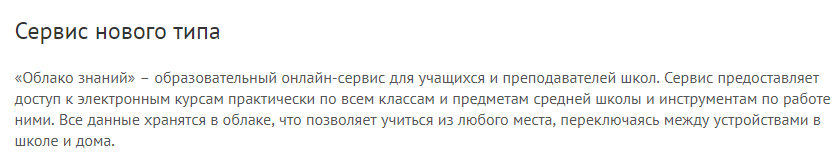 Сервис нового типа
«Облако знаний» – образовательный онлайн-сервис для учащихся и преподавателей школ. Сервис предоставляет
доступ к электронным курсам практически по всем классам и предметам средней школы и инструментам по работе
ними. Все данные хранятся в облаке, что позволяет учиться из любого места, переключаясь между устройствами в
школе и дома.